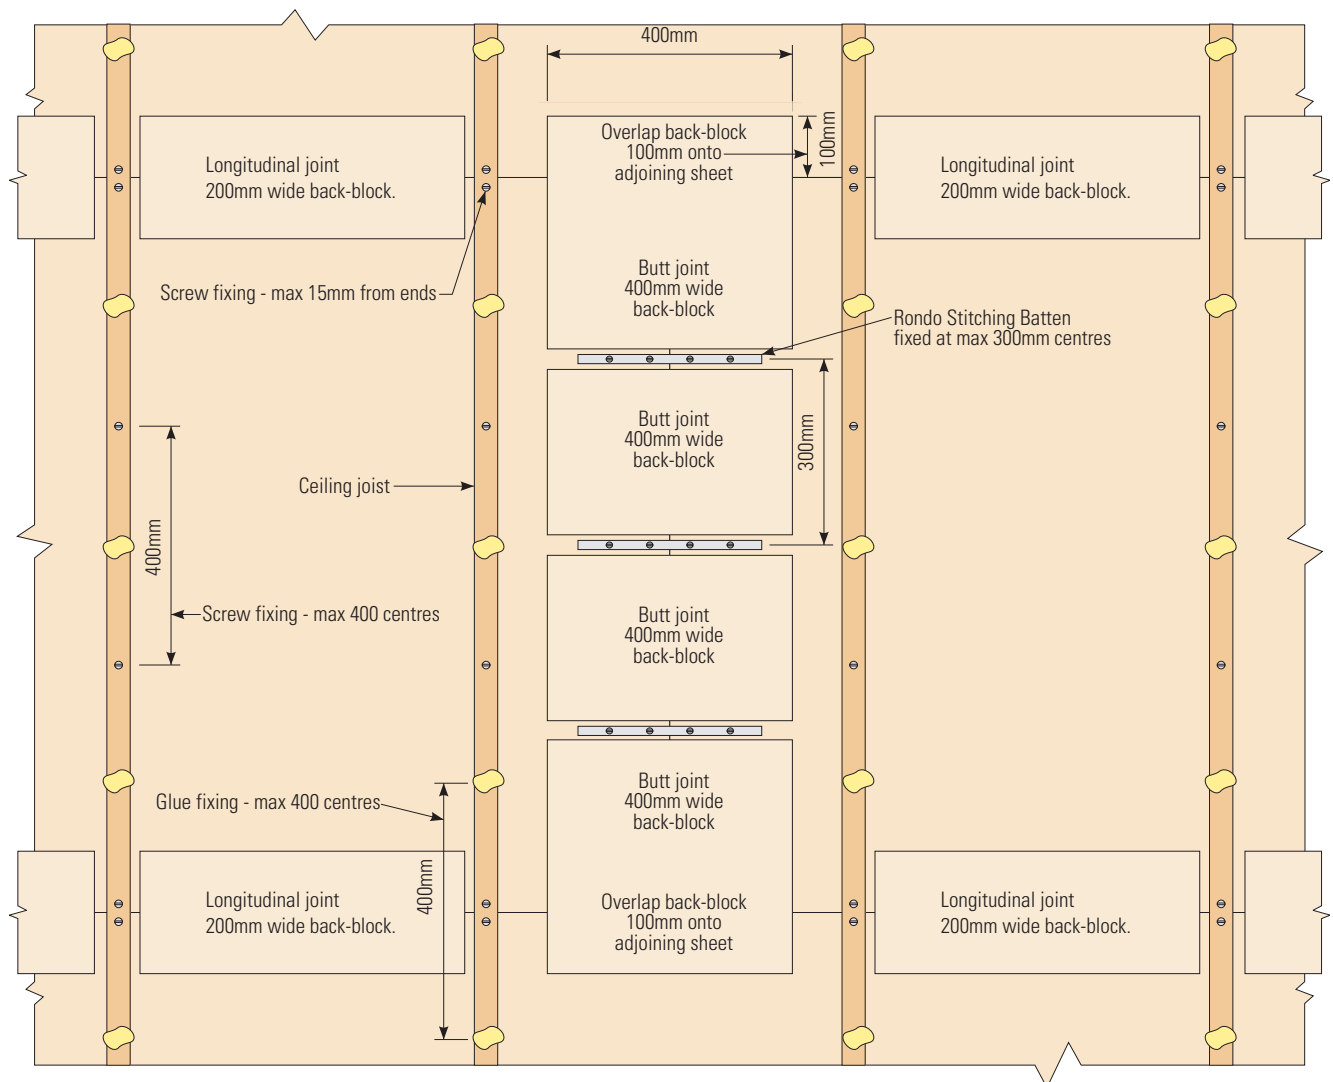 400mm
Overlap back-block
100mm onto
adjoining sheet
100mm
Longitudinal joint
200mm wide back-block.
Longitudinal joint
200mm wide back-block.
Butt joint
400mm wide
back-block
Screw fixing - max 15mm from ends
Rondo Stitching Batten
fixed at max 300mm centres
Butt joint
400mm wide
back-block
300mm
Ceiling joist
400mm
Screw fixing - max 400 centres
Butt joint
400mm wide
back-block
Glue fixing - max 400 centres
Butt joint
400mm wide
back-block
400mm
Longitudinal joint
200mm wide back-block.
Overlap back-block
100mm onto
adjoining sheet
Longitudinal joint
200mm wide back-block.